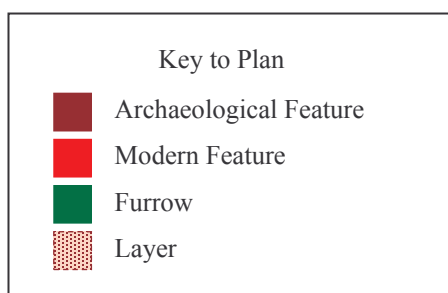 Key to Plan
Archaeological Feature
Modern Feature
Furrow
Layer